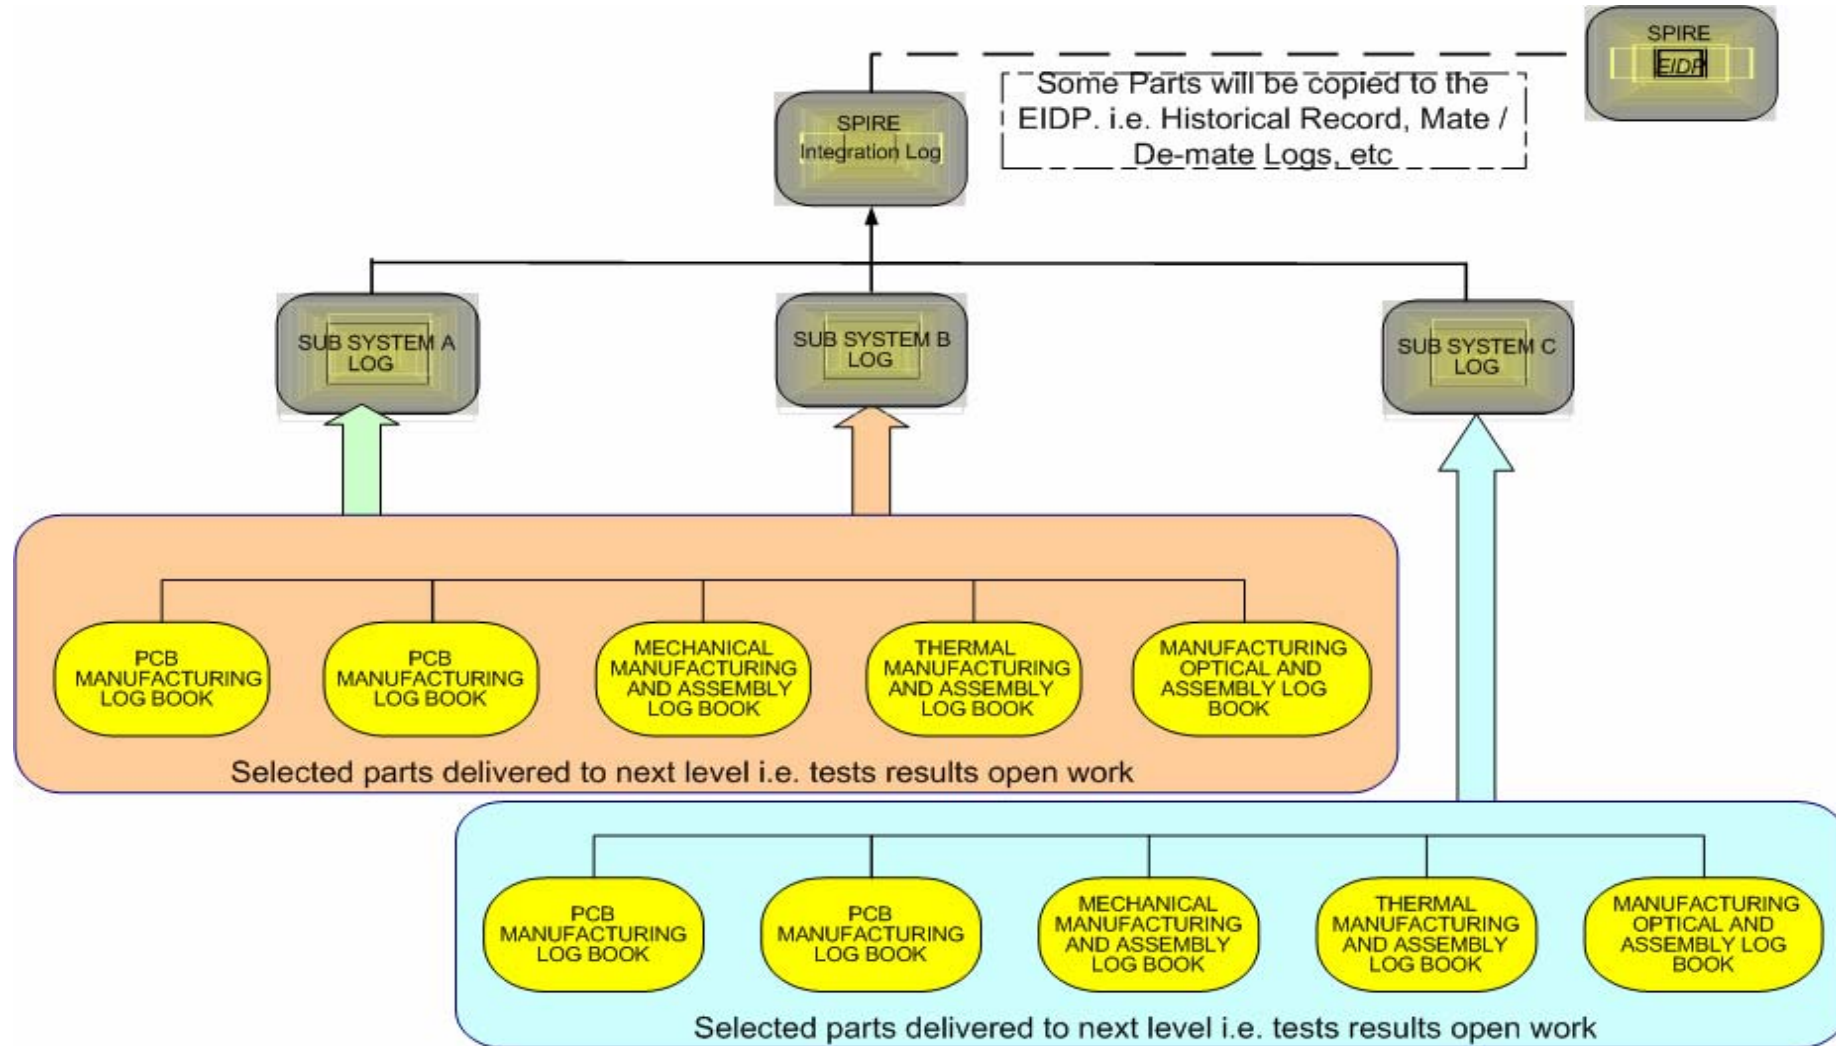 SPIRE
EIDP
Some Parts will be copied to the
EIDP. i.e. Historical Record, Mate /
De-mate Logs, etc
SPIRE
Integration Log
SUB SYSTEM A
LOG
SUB SYSTEM B
LOG
SUB SYSTEM C
LOG
PCB
MANUFACTURING
LOG BOOK
PCB
MANUFACTURING
LOG BOOK
MECHANICAL
MANUFACTURING
AND ASSEMBLY
LOG BOOK
THERMAL
MANUFACTURING
AND ASSEMBLY
LOG BOOK
MANUFACTURING
OPTICAL AND
ASSEMBLY LOG
BOOK
Selected parts delivered to next level i.e. tests results open work
PCB
MANUFACTURING
LOG BOOK
PCB
MANUFACTURING
LOG BOOK
MECHANICAL
MANUFACTURING
AND ASSEMBLY
LOG BOOK
THERMAL
MANUFACTURING
AND ASSEMBLY
LOG BOOK
MANUFACTURING
OPTICAL AND
ASSEMBLY LOG
BOOK
Selected parts delivered to next level i.e. tests results open work